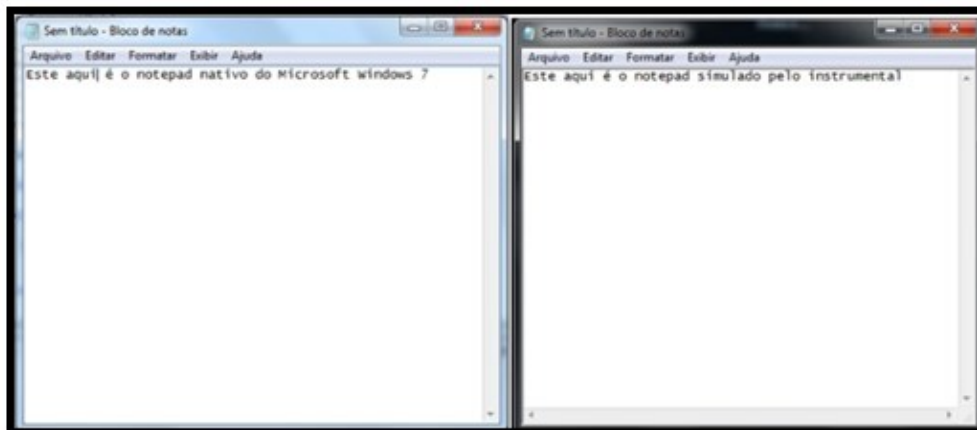 Sem título - Bloco de notas
Arquivo Editar Formatar Exibir Ajuda
Este aqui é o notepad nativo do Microsoft Windows 7
Sem título - Bloco de notas
Arquivo Editar Formatar Exibir Ajuda
Este aqui é o notepad simulado pelo instrumental